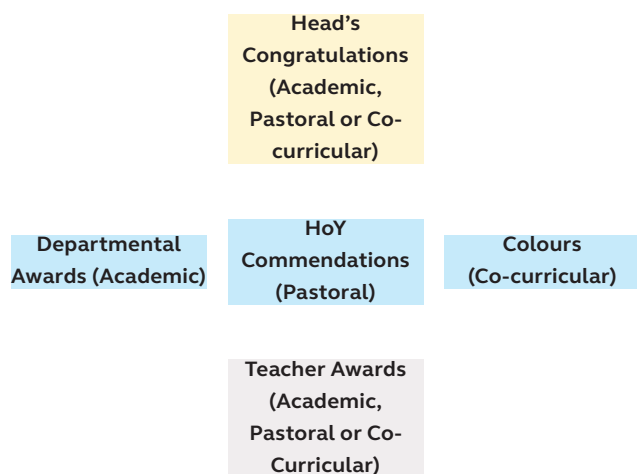 Head's
Congratulations
(Academic,
Pastoral or Co-
curricular)
Departmental
Awards (Academic)
HoY
Commendations
(Pastoral)
Colours
(Co-curricular)
Teacher Awards
(Academic,
Pastoral or Co-
Curricular)